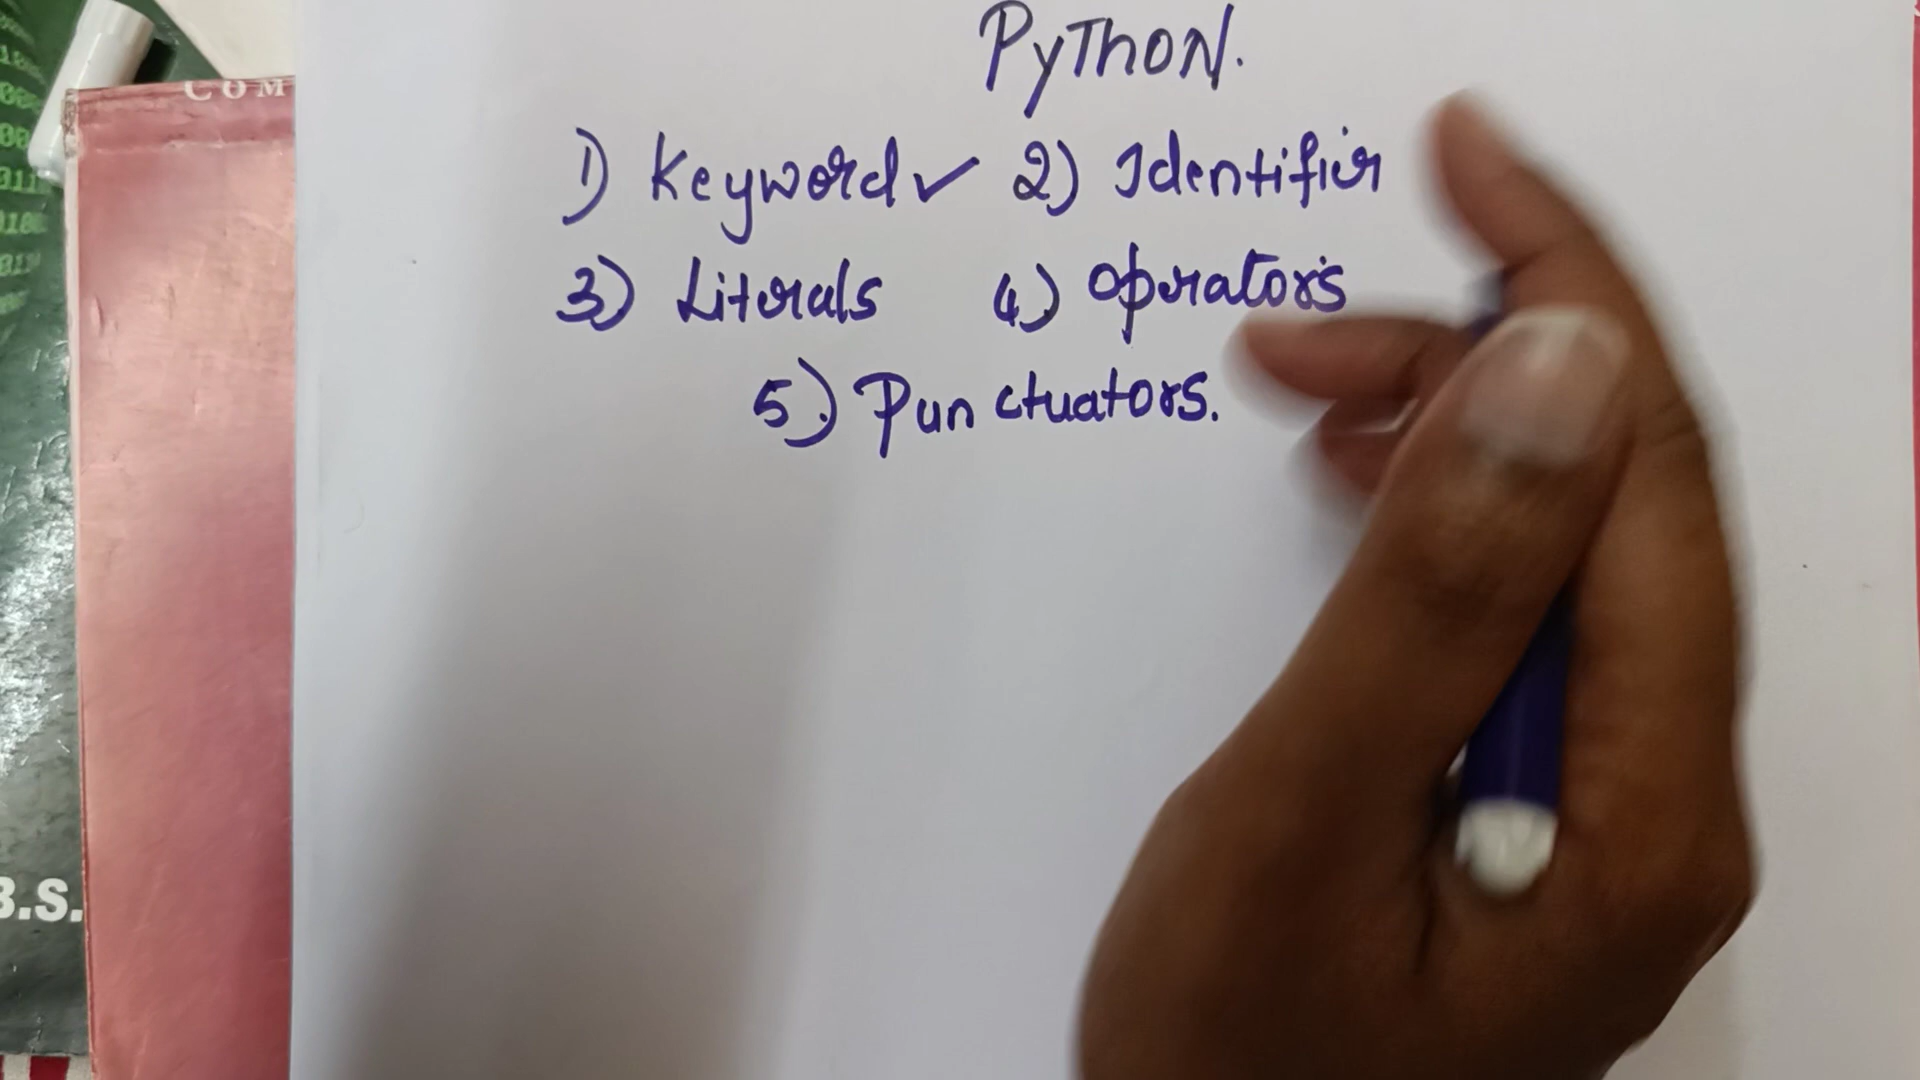 PYThON.
1) Keyword✓ 2) Identifier
3) Literals 4) Operators
5) Punctuators.
COM
B.S.